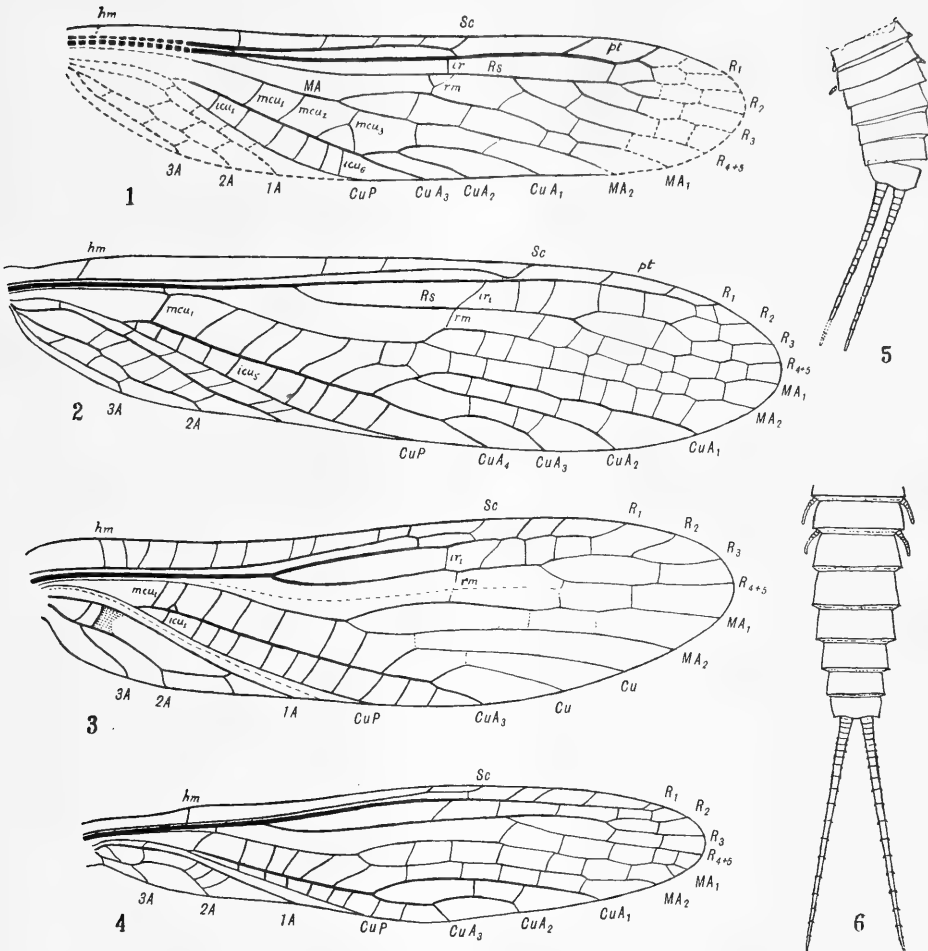 hm Sc
pt
ir Rs R1
rm
MA R2
icu1 mcu1 mcu2
mcu3 R3
icu6 R4+5
3A 2A 1A CuP CuA3 CuA2 CuA1 MA2 MA1
1
hm Sc pt
R1
Rs ir1 R2
mcu1 rm R3
R4+5
icu5 MA1
3A 2A MA2
CuP CuA4 CuA3 CuA2 CuA1
2
5
hm Sc R1 R2
ir1 R3
rm R4+5
mcu1
icu1 MA1
MA2
3A 2A 1A CuP CuA3 Cu Cu
3
hm Sc R1 R2
R3
R4+5
MA1
3A 2A 1A CuP CuA3 CuA2 CuA1 MA2
4
6